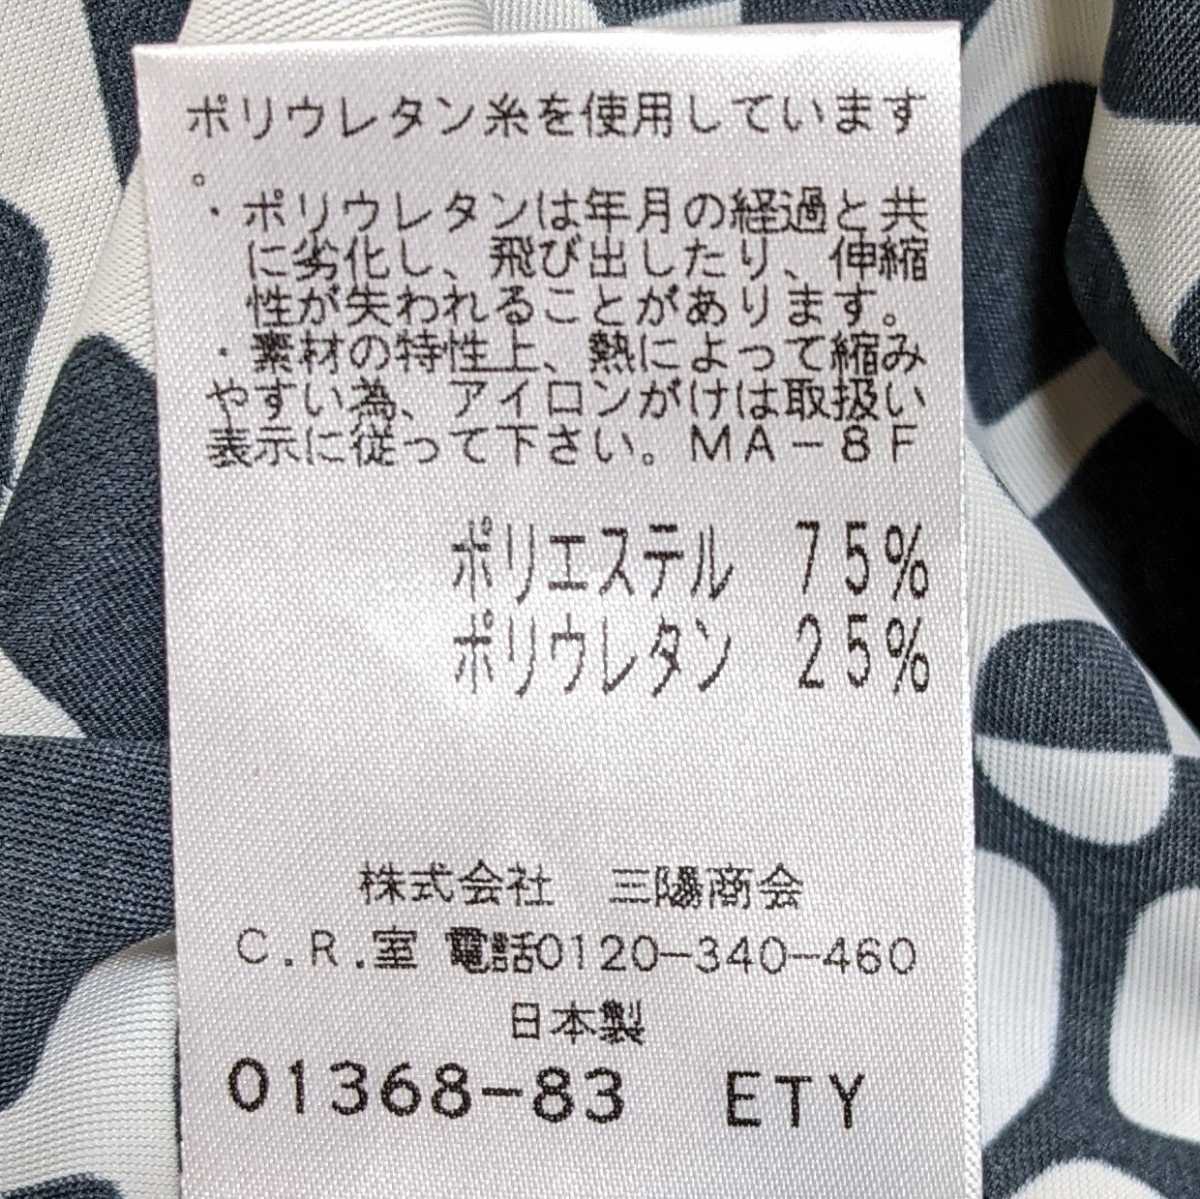 ポリウレタン糸を使用しています
。
・ポリウレタンは年月の経過と共
に劣化し、飛び出したり、伸縮
性が失われることがあります。
・素材の特性上、熱によって縮み
やすい為、アイロンがけは取扱い
表示に従って下さい。MA-8F
ポリエステル 75%
ポリウレタン 25%
株式会社 三陽商会
C.R.室 電話0120-340-460
日本製
01368-83 ETY